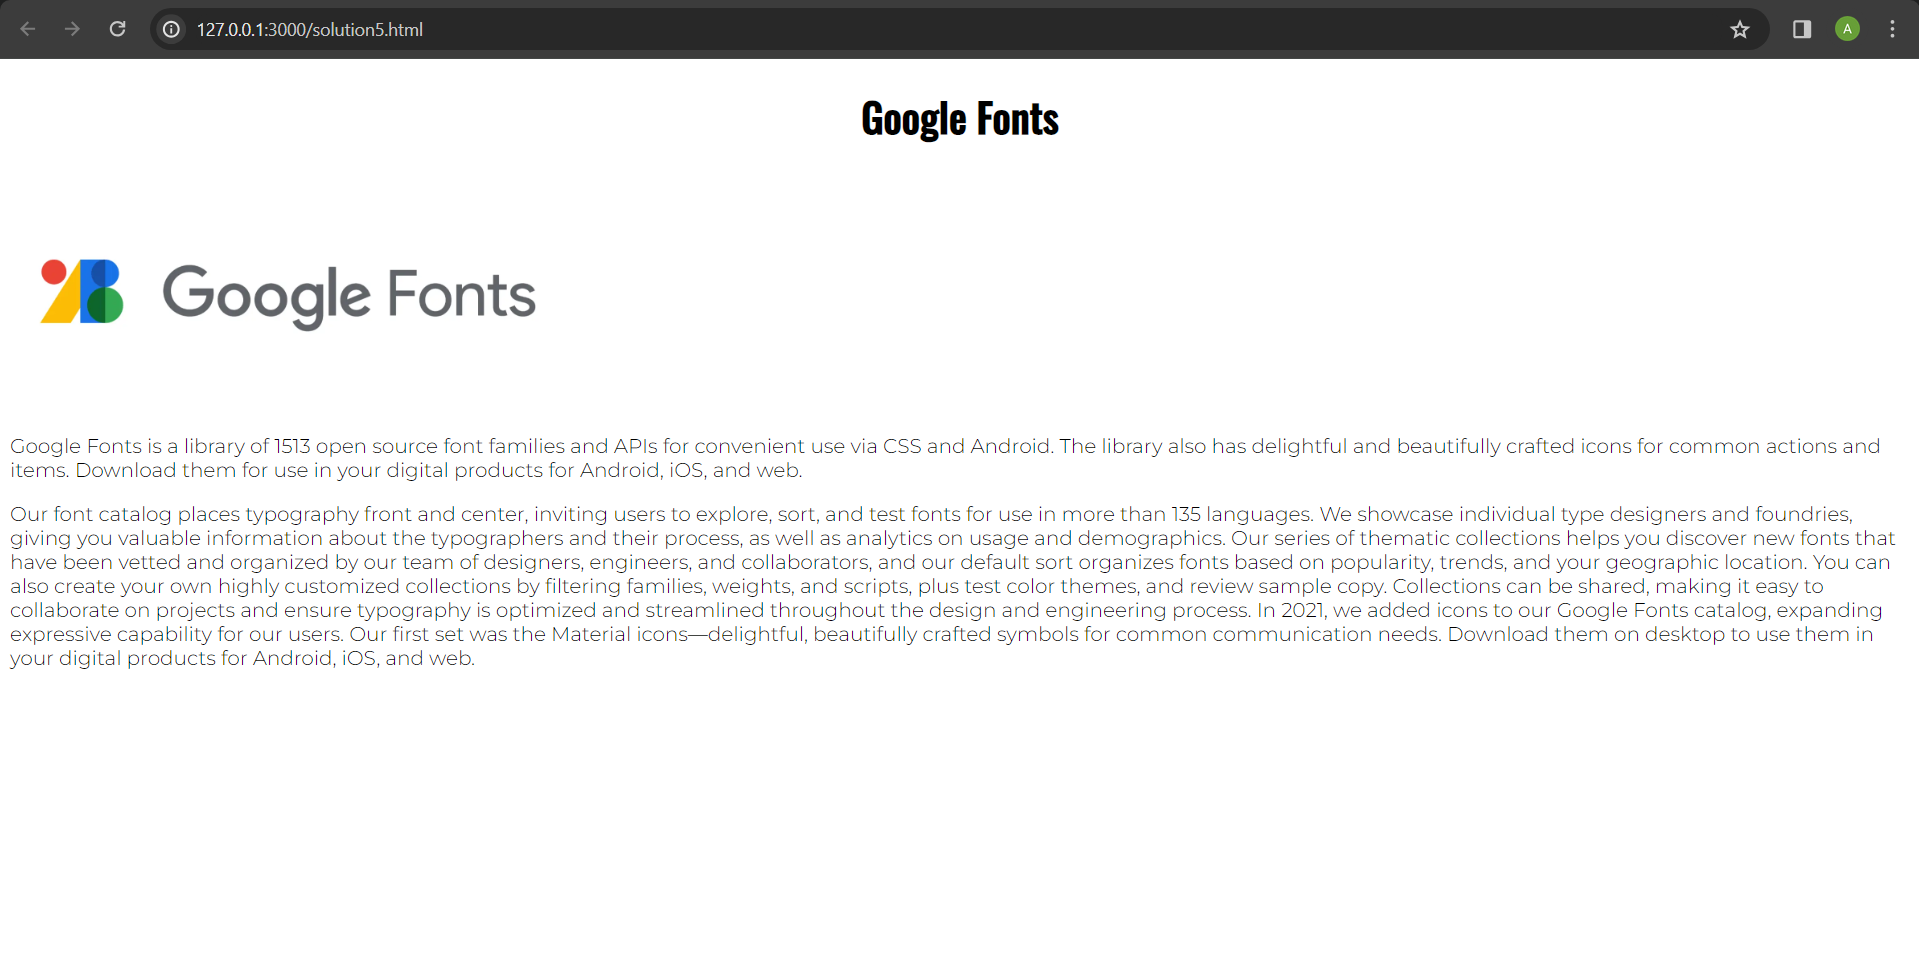 127.0.0.1:3000/solution5.html
A
Google Fonts
Google Fonts
Google Fonts is a library of 1513 open source font families and APIs for convenient use via CSS and Android. The library also has delightful and beautifully crafted icons for common actions and
items. Download them for use in your digital products for Android, iOS, and web.
Our font catalog places typography front and center, inviting users to explore, sort, and test fonts for use in more than 135 languages. We showcase individual type designers and foundries,
giving you valuable information about the typographers and their process, as well as analytics on usage and demographics. Our series of thematic collections helps you discover new fonts that
have been vetted and organized by our team of designers, engineers, and collaborators, and our default sort organizes fonts based on popularity, trends, and your geographic location. You can
also create your own highly customized collections by filtering families, weights, and scripts, plus test color themes, and review sample copy. Collections can be shared, making it easy to
collaborate on projects and ensure typography is optimized and streamlined throughout the design and engineering process. In 2021, we added icons to our Google Fonts catalog, expanding
expressive capability for our users. Our first set was the Material icons—delightful, beautifully crafted symbols for common communication needs. Download them on desktop to use them in
your digital products for Android, iOS, and web.